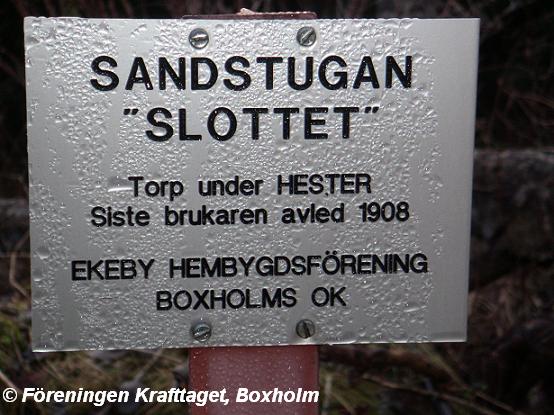 SANDSTUGAN
"SLOTTET"
Torp under HESTER
Siste brukaren avled 1908
EKEBY HEMBYGDSFÖRENING
BOXHOLMS OK
© Föreningen Krafttaget, Boxholm